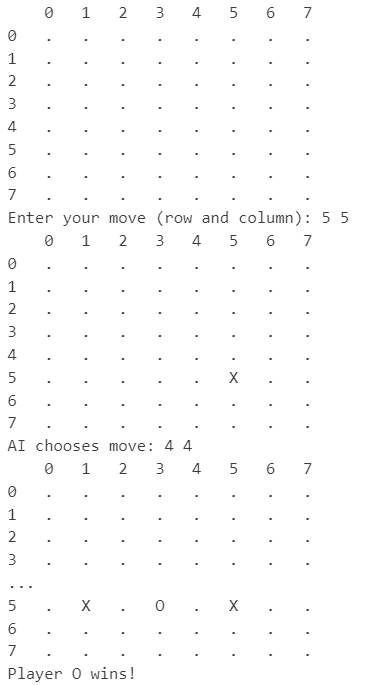 0 1 2 3 4 5 6 7
0 . . . . . . . .
1 . . . . . . . .
2 . . . . . . . .
3 . . . . . . . .
4 . . . . . . . .
5 . . . . . . . .
6 . . . . . . . .
7 . . . . . . . .
Enter your move (row and column): 5 5
0 1 2 3 4 5 6 7
0 . . . . . . . .
1 . . . . . . . .
2 . . . . . . . .
3 . . . . . . . .
4 . . . . . . . .
5 . . . . . X . .
6 . . . . . . . .
7 . . . . . . . .
AI chooses move: 4 4
0 1 2 3 4 5 6 7
0 . . . . . . . .
1 . . . . . . . .
2 . . . . . . . .
3 . . . . . . . .
...
5 . X . O . X . .
6 . . . . . . . .
7 . . . . . . . .
Player O wins!